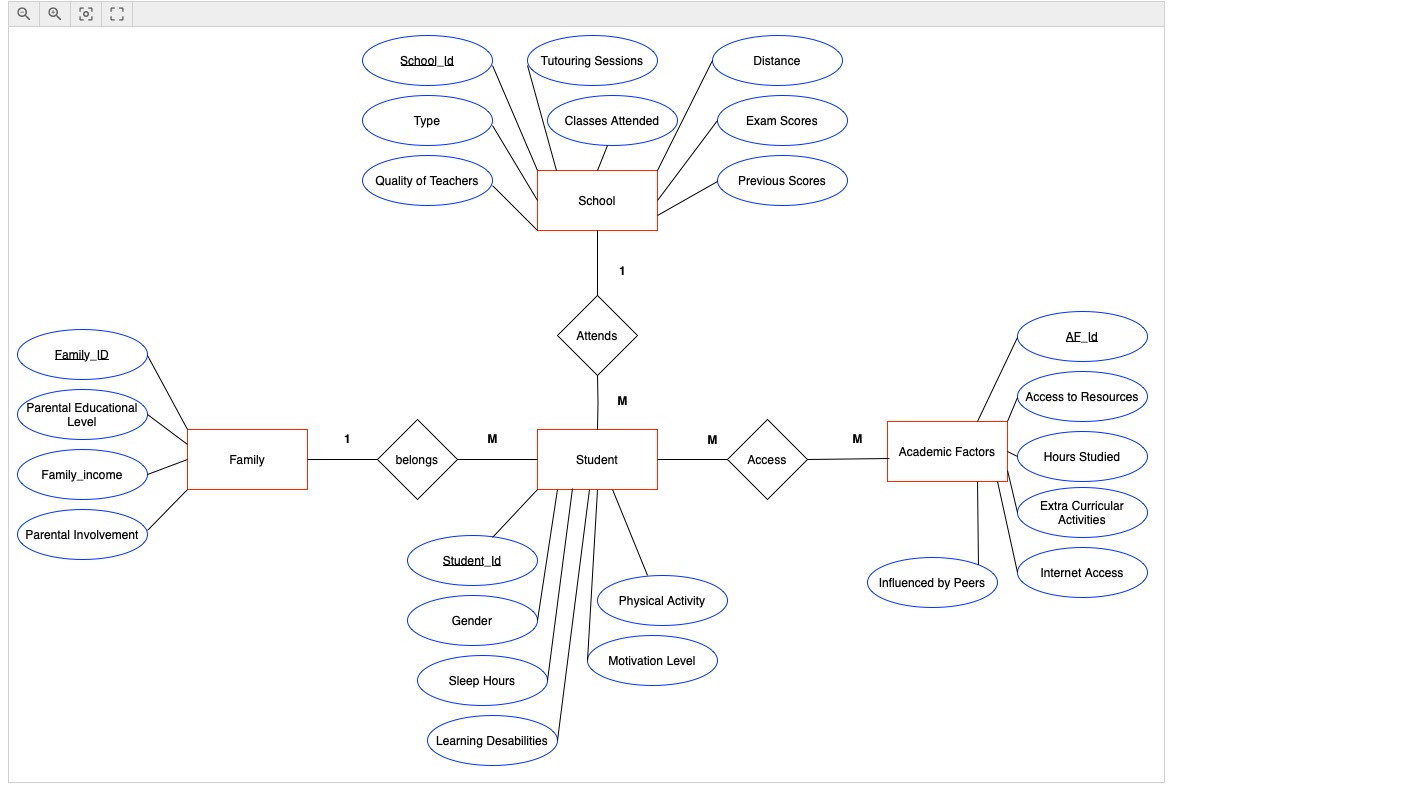 School_Id
Tutouring Sessions
Distance
Type
Classes Attended
Exam Scores
Quality of Teachers
Previous Scores
School
1
Attends
M
Family_ID
Parental Educational
Level
Family_income
Parental Involvement
Family
1
belongs
M
Student
M
Access
M
Academic Factors
AF_Id
Access to Resources
Hours Studied
Extra Curricular
Activities
Internet Access
Influenced by Peers
Student_Id
Gender
Sleep Hours
Learning Desabilities
Physical Activity
Motivation Level